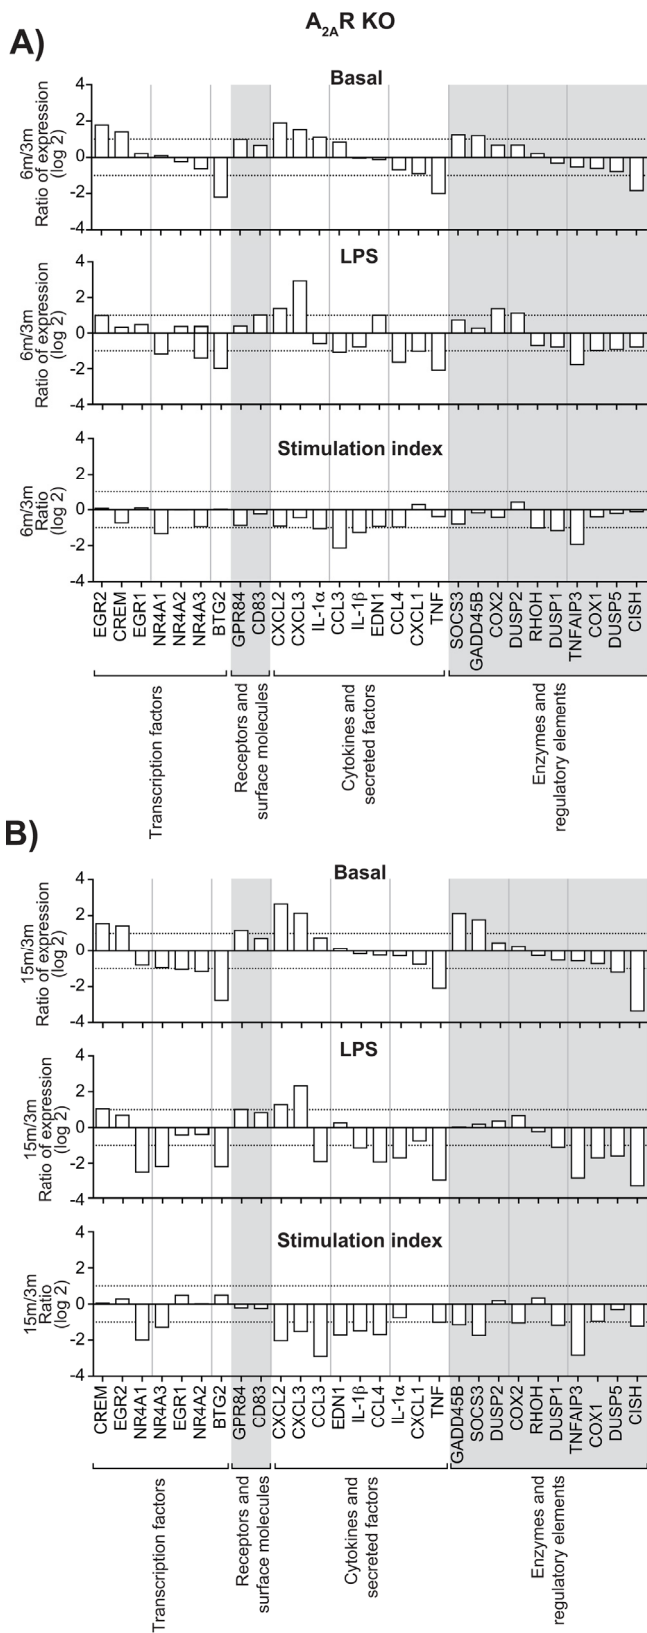 A2AR KO
A)
Basal
6m/3m
Ratio of expression
(log 2)
4
2
0
-2
-4
LPS
6m/3m
Ratio of expression
(log 2)
4
2
0
-2
-4
Stimulation index
6m/3m
Ratio
(log 2)
4
2
0
-2
-4
EGR2
CREM
EGR1
NR4A1
NR4A2
NR4A3
BTG2
GPR84
CD83
CXCL2
CXCL3
IL-1α
CCL3
IL-1β
EDN1
CCL4
CXCL1
TNF
SOCS3
GADD45B
COX2
DUSP2
RHOH
DUSP1
TNFAIP3
COX1
DUSP5
CISH
Transcription factors
Receptors and
surface molecules
Cytokines and
secreted factors
Enzymes and
regulatory elements
B)
Basal
15m/3m
Ratio of expression
(log 2)
4
2
0
-2
-4
LPS
15m/3m
Ratio of expression
(log 2)
4
2
0
-2
-4
Stimulation index
15m/3m
Ratio
(log 2)
4
2
0
-2
-4
CREM
EGR2
NR4A1
NR4A3
EGR1
NR4A2
BTG2
GPR84
CD83
CXCL2
CXCL3
CCL3
EDN1
IL-1β
CCL4
IL-1α
CXCL1
TNF
GADD45B
SOCS3
DUSP2
COX2
RHOH
DUSP1
TNFAIP3
COX1
DUSP5
CISH
Transcription factors
Receptors and
surface molecules
Cytokines and
secreted factors
Enzymes and
regulatory elements